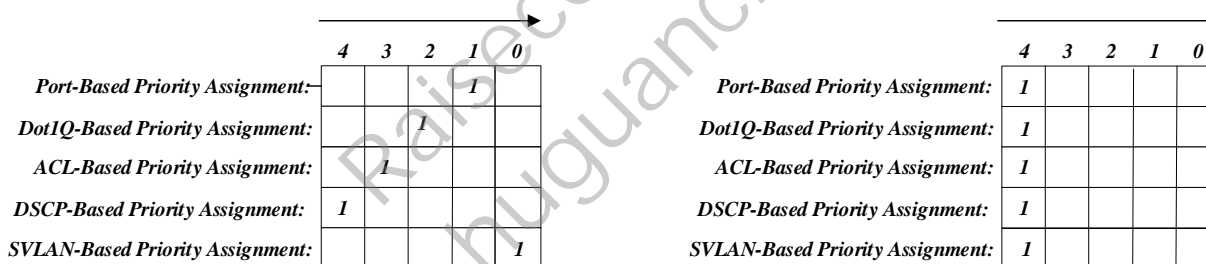 4 3 2 1 0
Port-Based Priority Assignment: 1
Dot1Q-Based Priority Assignment: 1
ACL-Based Priority Assignment: 1
DSCP-Based Priority Assignment: 1
SVLAN-Based Priority Assignment: 1
4 3 2 1 0
Port-Based Priority Assignment: 1
Dot1Q-Based Priority Assignment: 1
ACL-Based Priority Assignment: 1
DSCP-Based Priority Assignment: 1
SVLAN-Based Priority Assignment: 1